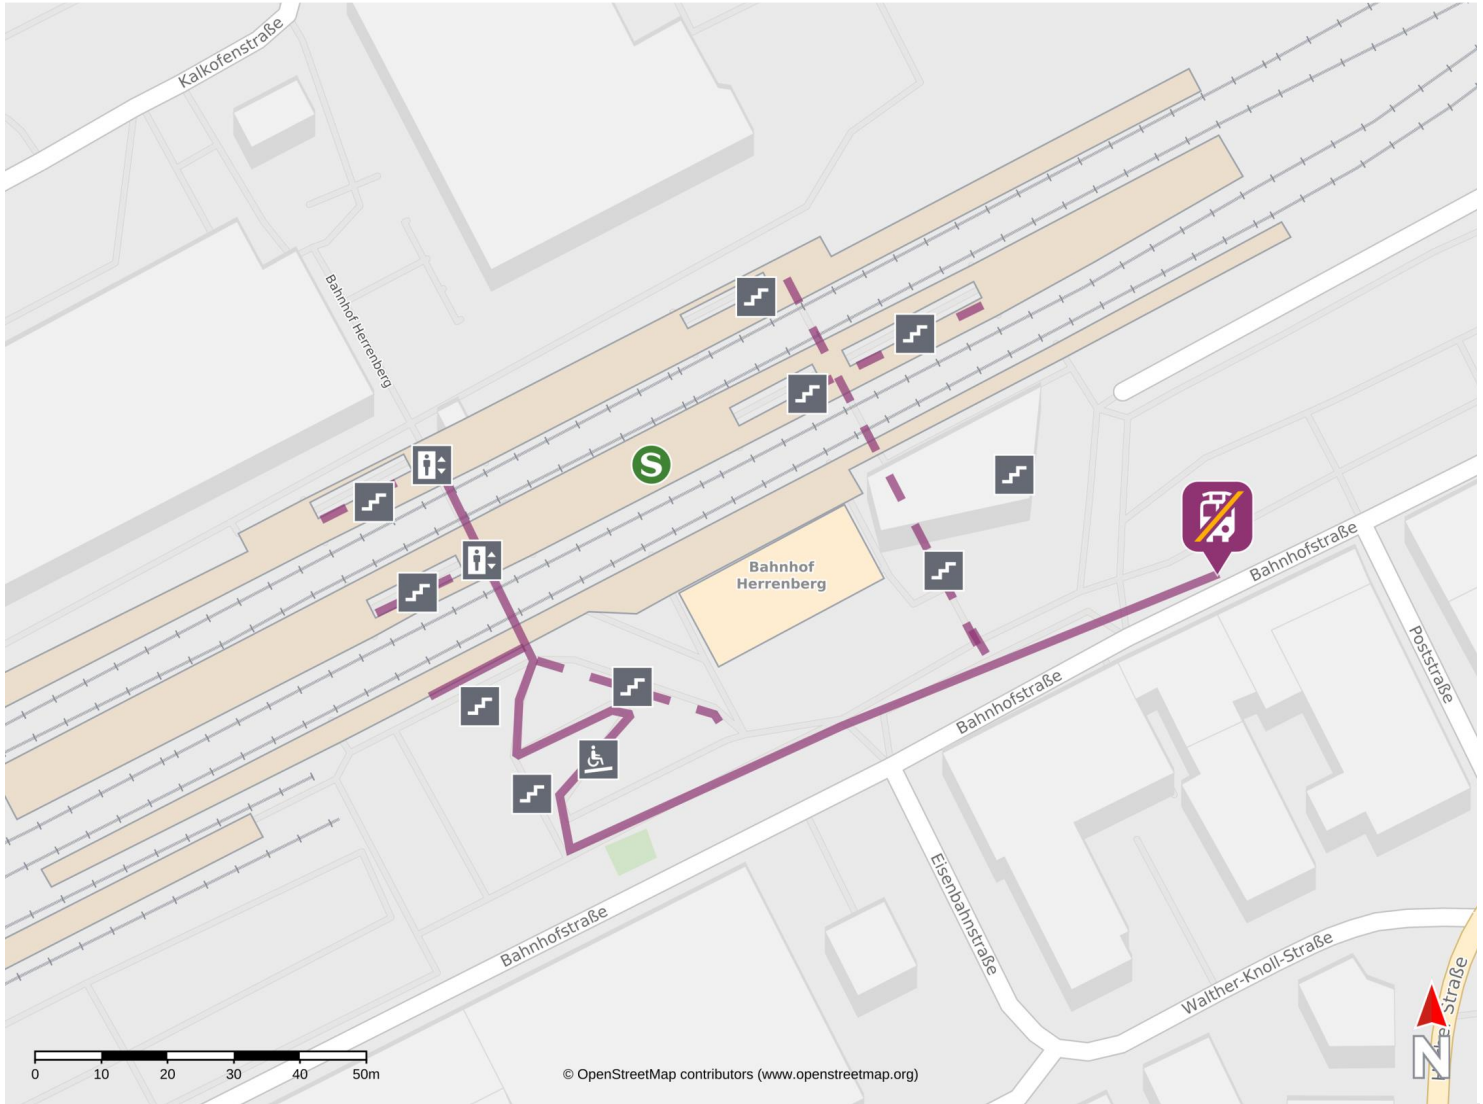 Kalkofenstraße
Bahnhof Herrenberg
S
Bahnhof
Herrenberg
Bahnhofstraße
Poststraße
Bahnhofstraße
Eisenbahnstraße
Bahnhofstraße
Walther-Knoll-Straße
Straße
N
0 10 20 30 40 50m
© OpenStreetMap contributors (www.openstreetmap.org)